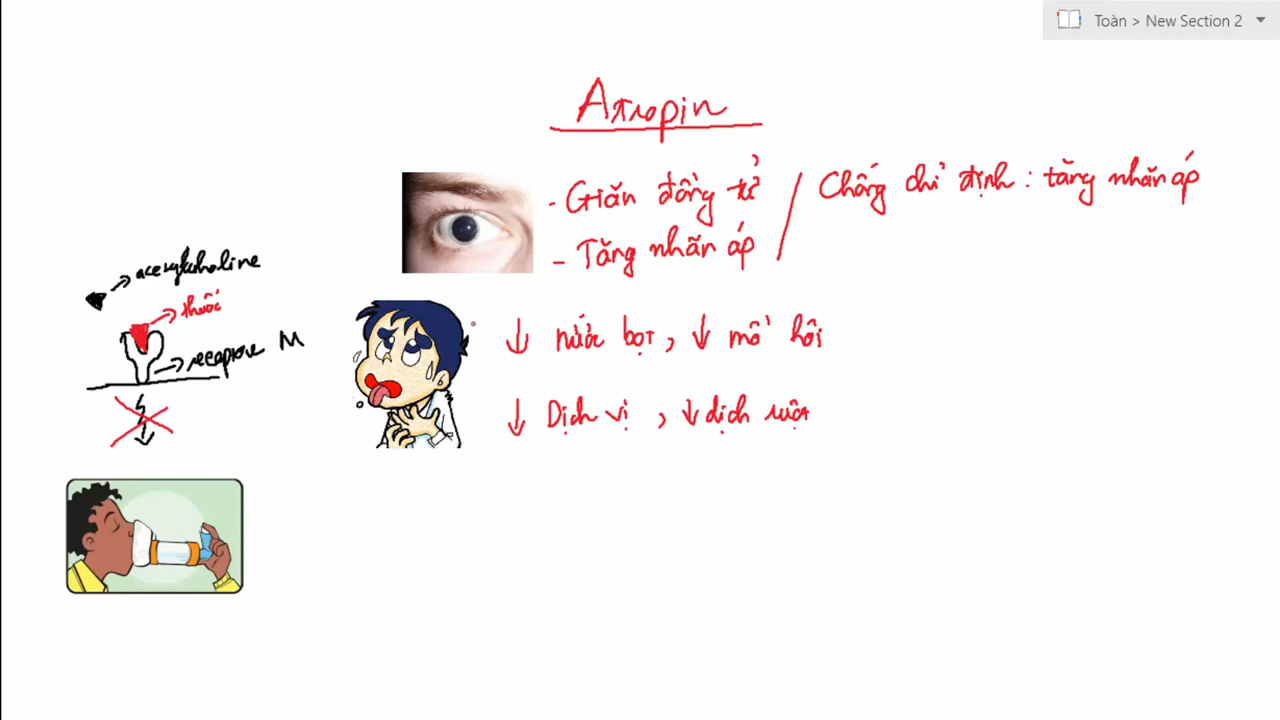 Toàn > New Section 2
Atropin
- Giãn đồng tử / Chống chỉ định : tăng nhãn áp
- Tăng nhãn áp
acetylcholine
thuốc
receptor M
↓ nước bọt, ↓ mồ hôi
↓ Dịch vị, ↓ dịch ruột